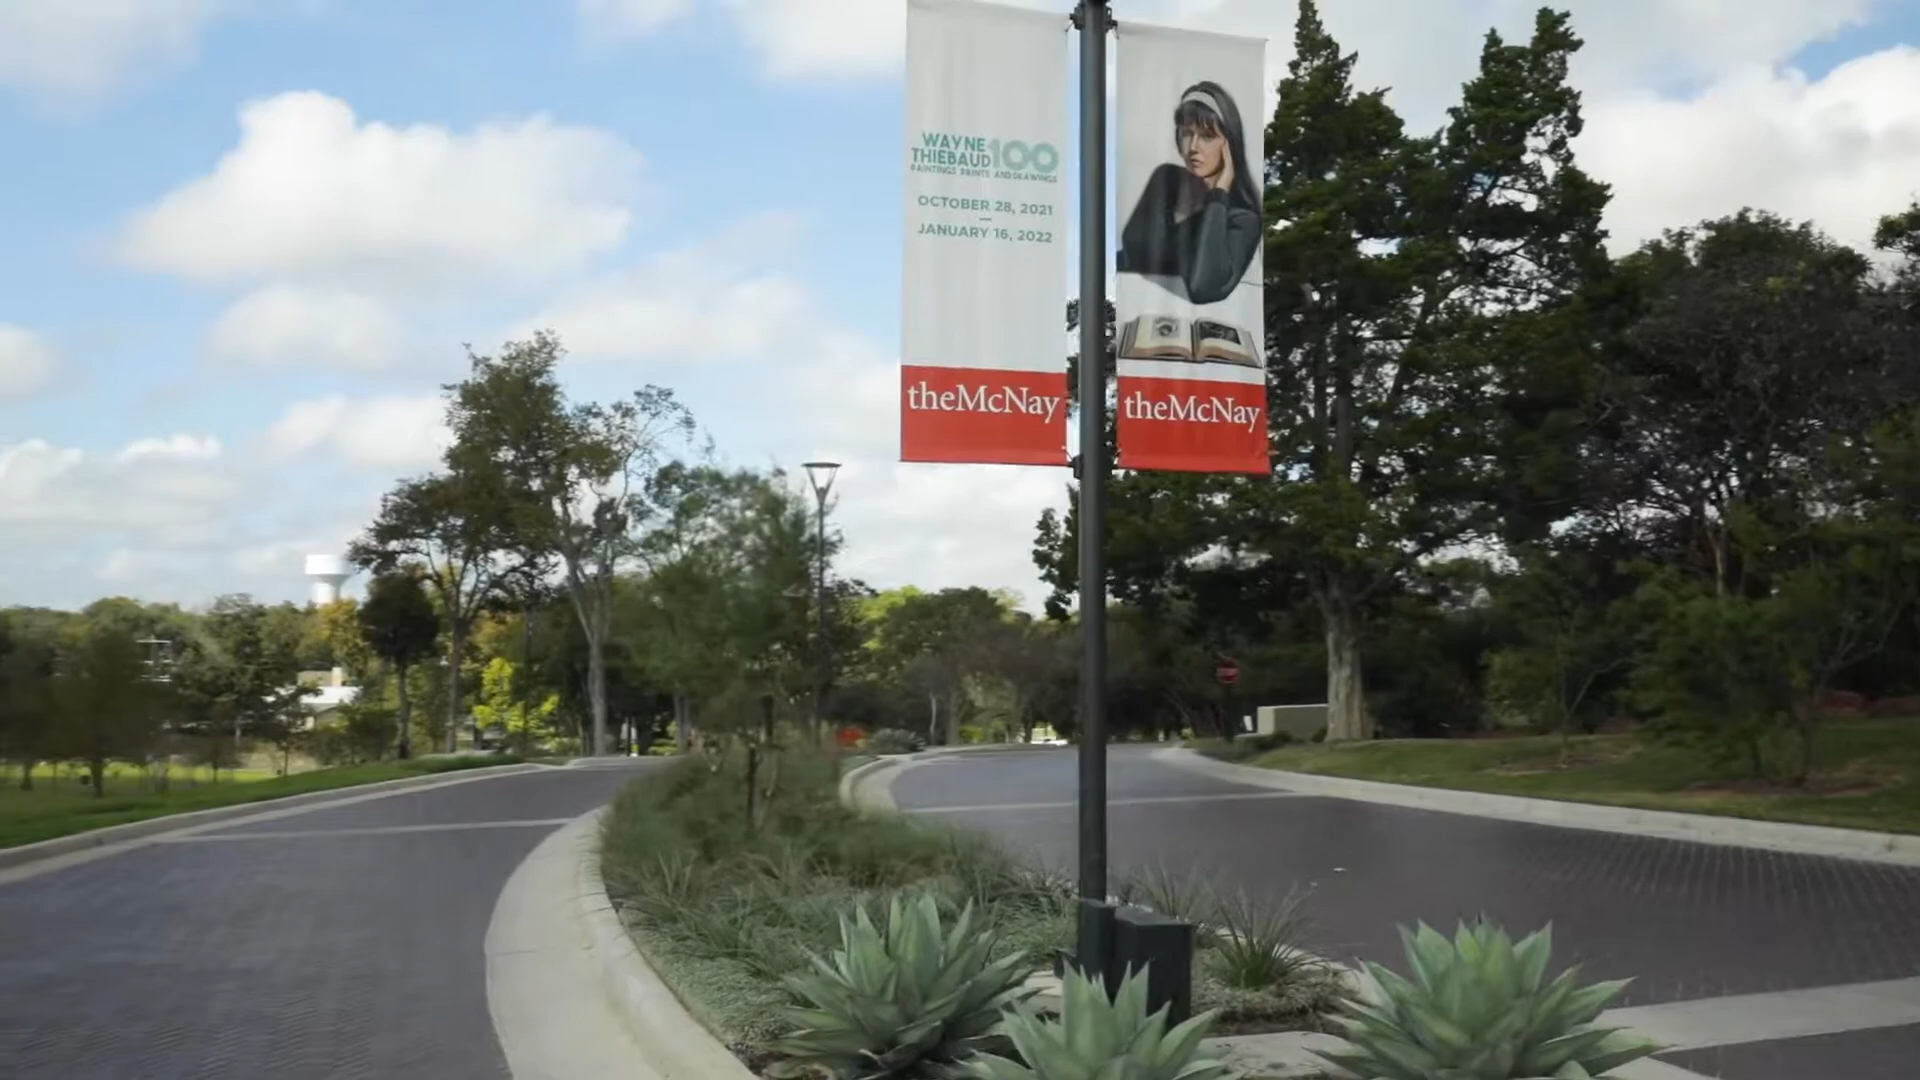 WAYNE
THIEBAUD 100
PAINTINGS, PRINTS, AND DRAWINGS
OCTOBER 28, 2021
—
JANUARY 16, 2022
theMcNay
theMcNay